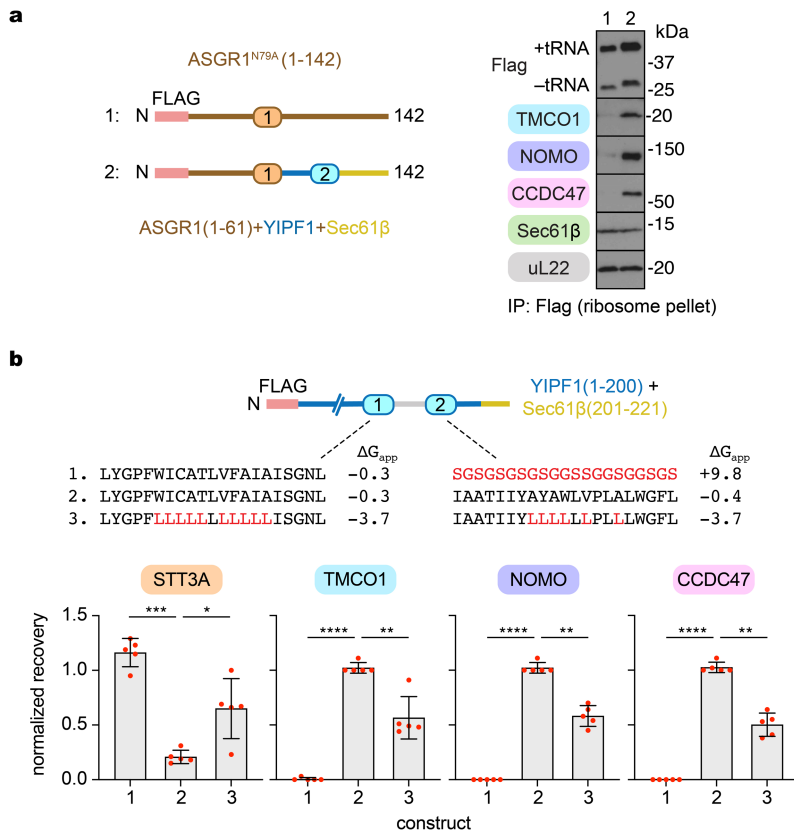 a
ASGR1N79A (1-142)
FLAG
1: N 1 142
2: N 1 2 142
ASGR1(1-61)+YIPF1+Sec61β
1 2 kDa
+tRNA
Flag
-37
–tRNA
-25
TMCO1 -20
NOMO -150
CCDC47
-50
Sec61β -15
uL22 -20
IP: Flag (ribosome pellet)
b
FLAG
N 1 2
YIPF1(1-200) +
Sec61β(201-221)
ΔGapp ΔGapp
1. LYGPFWICATLVFAIAISGNL −0.3 SGSGSGSGSGGSSGGSGGSGS +9.8
2. LYGPFWICATLVFAIAISGNL −0.3 IAATIIYAYAWLVPLALWGFL −0.4
3. LYGPFLLLLLLLLLLISGNL −3.7 IAATIIYLLLLLLPLLLWGFL −3.7
STT3A TMCO1 NOMO CCDC47
normalized recovery
1.5
1.0
0.5
0.0
*** *
**** **
**** **
**** **
1 2 3 1 2 3 1 2 3 1 2 3
construct